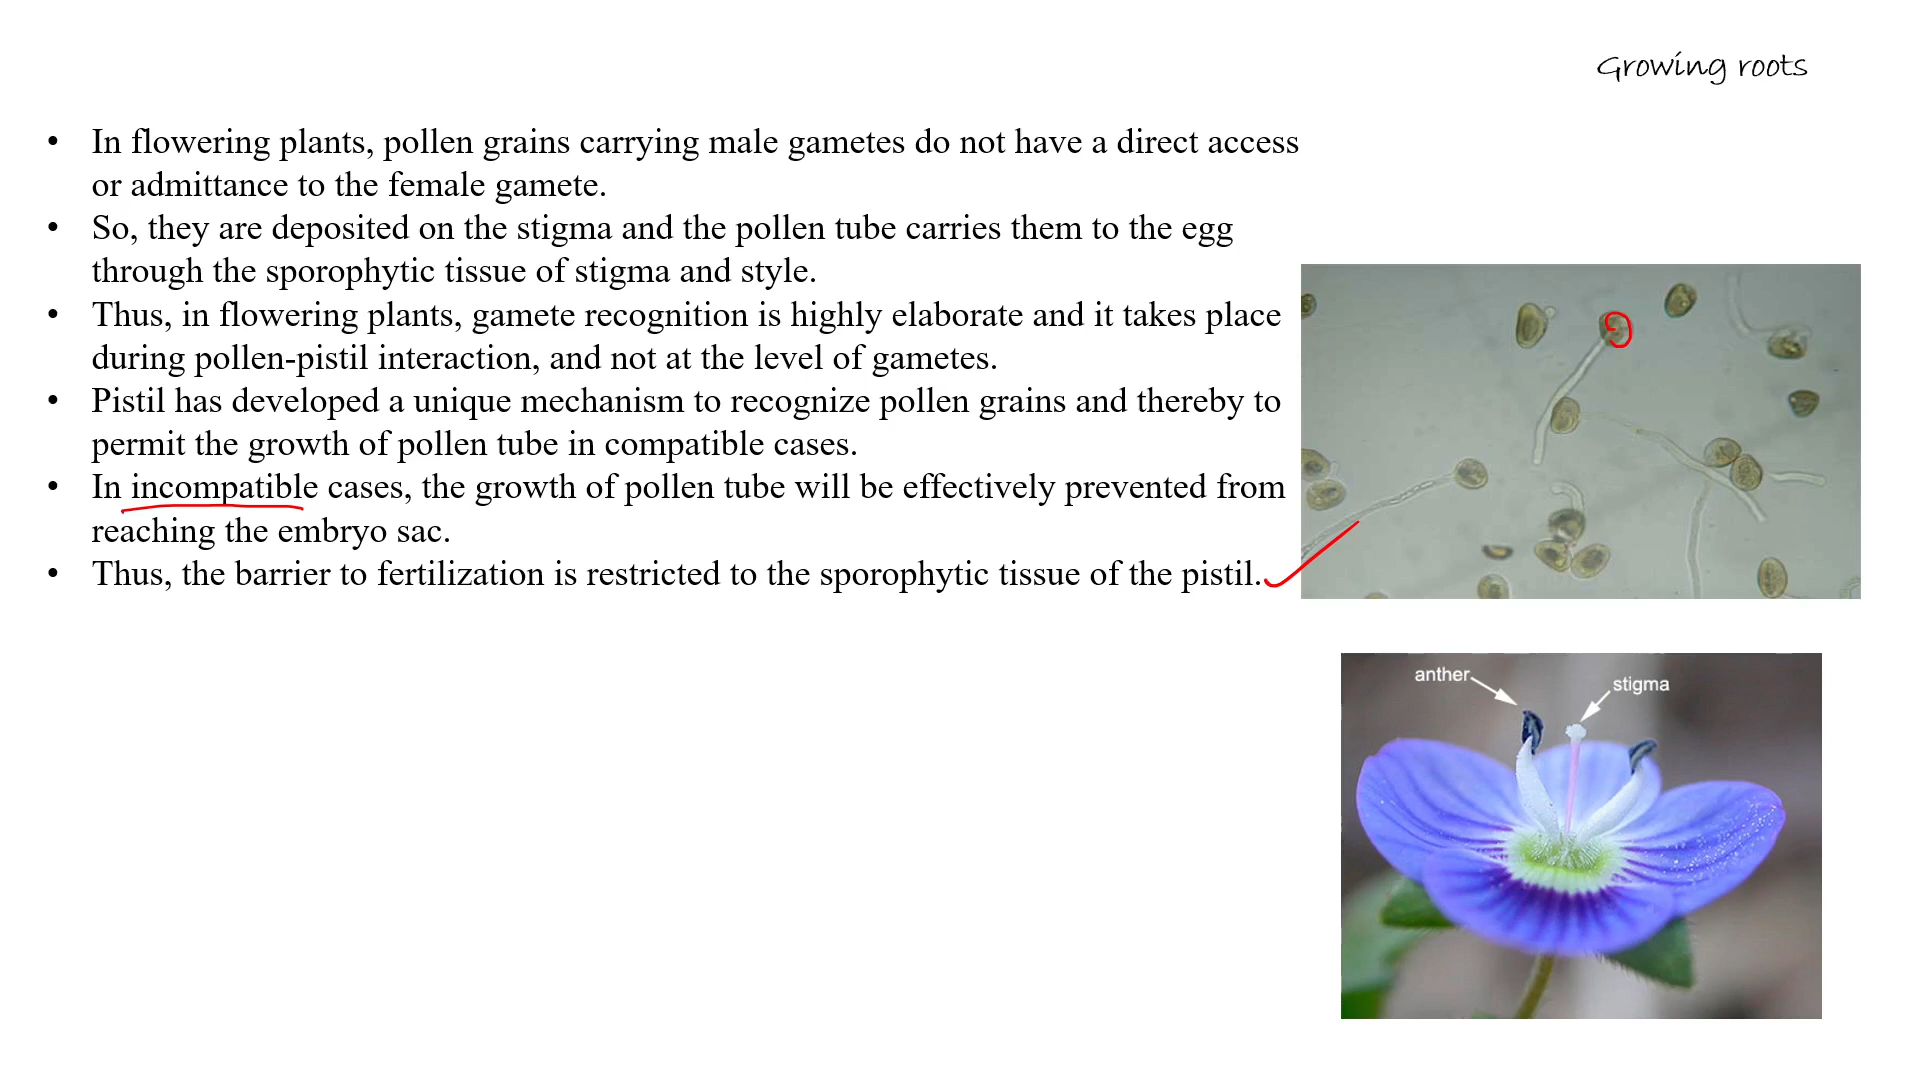 Growing roots
• In flowering plants, pollen grains carrying male gametes do not have a direct access
or admittance to the female gamete.
• So, they are deposited on the stigma and the pollen tube carries them to the egg
through the sporophytic tissue of stigma and style.
• Thus, in flowering plants, gamete recognition is highly elaborate and it takes place
during pollen-pistil interaction, and not at the level of gametes.
• Pistil has developed a unique mechanism to recognize pollen grains and thereby to
permit the growth of pollen tube in compatible cases.
• In incompatible cases, the growth of pollen tube will be effectively prevented from
reaching the embryo sac.
• Thus, the barrier to fertilization is restricted to the sporophytic tissue of the pistil.
anther
stigma